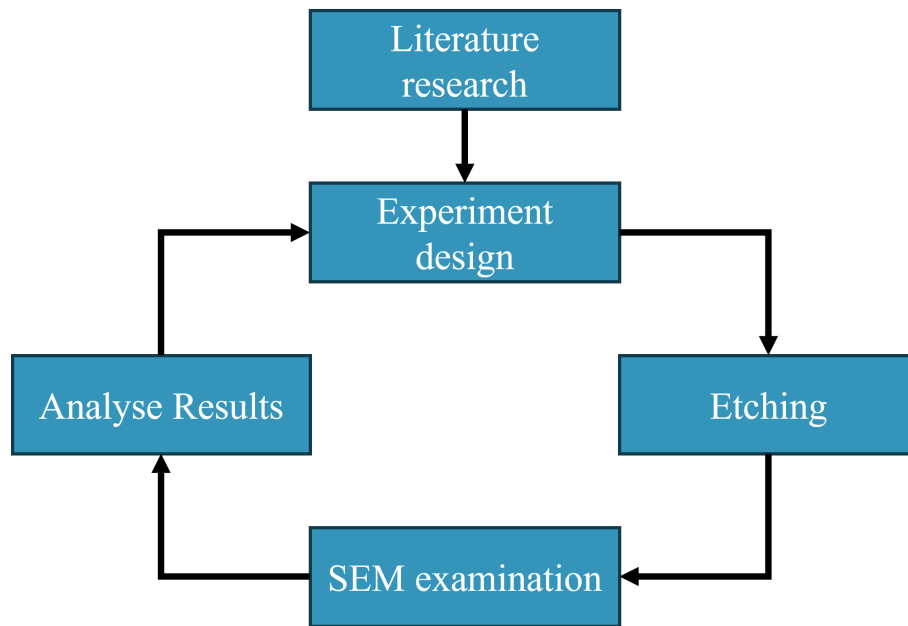 Literature
research
Experiment
design
Analyse Results
Etching
SEM examination